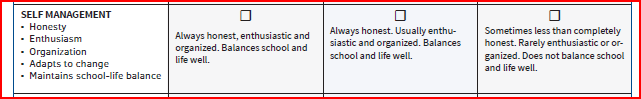 SELF MANAGEMENT
• Honesty
• Enthusiasm
• Organization
• Adapts to change
• Maintains school-life balance
☐
Always honest, enthusiastic and
organized. Balances school and
life well.
☐
Always honest. Usually enthu-
siastic and organized. Balances
school and life well.
☐
Sometimes less than completely
honest. Rarely enthusiastic or or-
ganized. Does not balance school
and life well.